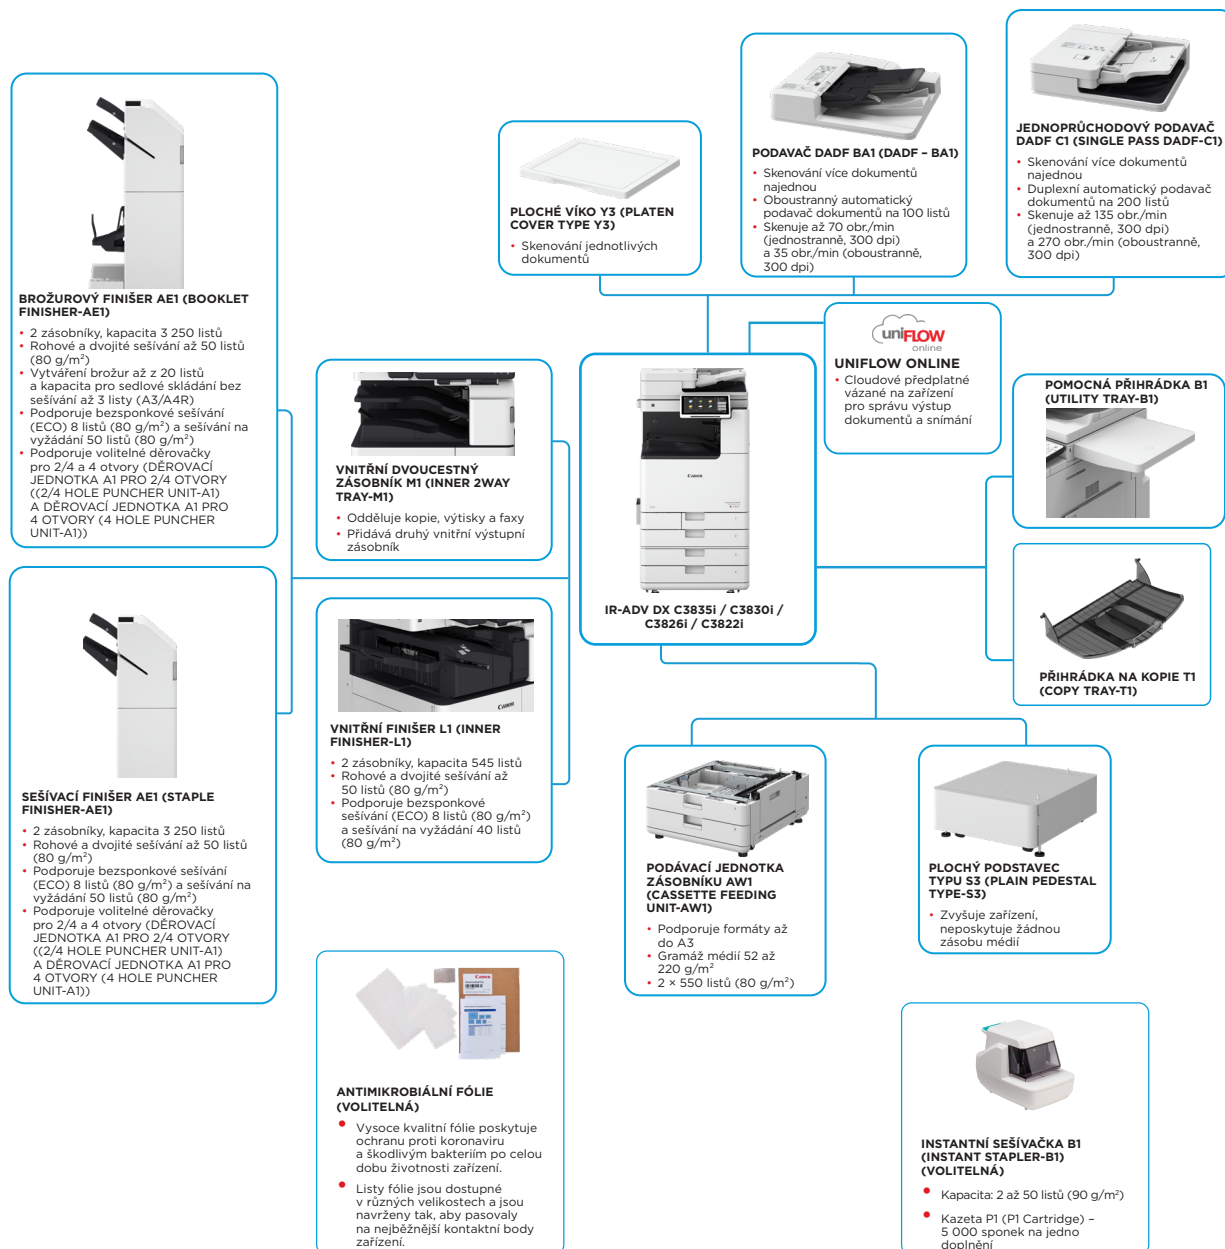 BROŽUROVÝ FINIŠER AE1 (BOOKLET
FINISHER-AE1)
• 2 zásobníky, kapacita 3 250 listů
• Rohové a dvojité sešívání až 50 listů
(80 g/m²)
• Vytváření brožur až z 20 listů
a kapacita pro sedlové skládání bez
sešívání až 3 listy (A3/A4R)
• Podporuje bezsponkové sešívání
(ECO) 8 listů (80 g/m²) a sešívání na
vyžádání 50 listů (80 g/m²)
• Podporuje volitelné děrovačky
pro 2/4 a 4 otvory (DĚROVACÍ
JEDNOTKA A1 PRO 2/4 OTVORY
((2/4 HOLE PUNCHER UNIT-A1)
A DĚROVACÍ JEDNOTKA A1 PRO
4 OTVORY (4 HOLE PUNCHER
UNIT-A1))
SEŠÍVACÍ FINIŠER AE1 (STAPLE
FINISHER-AE1)
• 2 zásobníky, kapacita 3 250 listů
• Rohové a dvojité sešívání až 50 listů
(80 g/m²)
• Podporuje bezsponkové sešívání
(ECO) 8 listů (80 g/m²) a sešívání na
vyžádání 50 listů (80 g/m²)
• Podporuje volitelné děrovačky
pro 2/4 a 4 otvory (DĚROVACÍ
JEDNOTKA A1 PRO 2/4 OTVORY
((2/4 HOLE PUNCHER UNIT-A1)
A DĚROVACÍ JEDNOTKA A1 PRO
4 OTVORY (4 HOLE PUNCHER
UNIT-A1))
VNITŘNÍ DVOUCESTNÝ
ZÁSOBNÍK M1 (INNER 2WAY
TRAY-M1)
• Odděluje kopie, výtisky a faxy
• Přidává druhý vnitřní výstupní
zásobník
Canon
VNITŘNÍ FINIŠER L1 (INNER
FINISHER-L1)
• 2 zásobníky, kapacita 545 listů
• Rohové a dvojité sešívání až
50 listů (80 g/m²)
• Podporuje bezsponkové
sešívání (ECO) 8 listů (80 g/m²)
a sešívání na vyžádání 40 listů
(80 g/m²)
Canon
ANTIMIKROBIÁLNÍ FÓLIE
(VOLITELNÁ)
• Vysoce kvalitní fólie poskytuje
ochranu proti koronaviru
a škodlivým bakteriím po celou
dobu životnosti zařízení.
• Listy fólie jsou dostupné
v různých velikostech a jsou
navrženy tak, aby pasovaly
na nejběžnější kontaktní body
zařízení.
PLOCHÉ VÍKO Y3 (PLATEN
COVER TYPE Y3)
• Skenování jednotlivých
dokumentů
PODAVAČ DADF BA1 (DADF – BA1)
• Skenování více dokumentů
najednou
• Oboustranný automatický
podavač dokumentů na 100 listů
• Skenuje až 70 obr./min
(jednostranně, 300 dpi)
a 35 obr./min (oboustranně,
300 dpi)
JEDNOPRŮCHODOVÝ PODAVAČ
DADF C1 (SINGLE PASS DADF-C1)
• Skenování více dokumentů
najednou
• Duplexní automatický podavač
dokumentů na 200 listů
• Skenuje až 135 obr./min
(jednostranně, 300 dpi)
a 270 obr./min (oboustranně,
300 dpi)
uniFLOW
online
UNIFLOW ONLINE
• Cloudové předplatné
vázané na zařízení
pro správu výstup
dokumentů a snímání
Canon
IR-ADV DX C3835i / C3830i /
C3826i / C3822i
POMOCNÁ PŘIHRÁDKA B1
(UTILITY TRAY-B1)
PŘIHRÁDKA NA KOPIE T1
(COPY TRAY-T1)
PODÁVACÍ JEDNOTKA
ZÁSOBNÍKU AW1
(CASSETTE FEEDING
UNIT-AW1)
• Podporuje formáty až
do A3
• Gramáž médií 52 až
220 g/m²
• 2 × 550 listů (80 g/m²)
PLOCHÝ PODSTAVEC
TYPU S3 (PLAIN PEDESTAL
TYPE-S3)
• Zvyšuje zařízení,
neposkytuje žádnou
zásobu médií
INSTANTNÍ SEŠÍVAČKA B1
(INSTANT STAPLER-B1)
(VOLITELNÁ)
• Kapacita: 2 až 50 listů (90 g/m²)
• Kazeta P1 (P1 Cartridge) –
5 000 sponek na jedno
doplnění